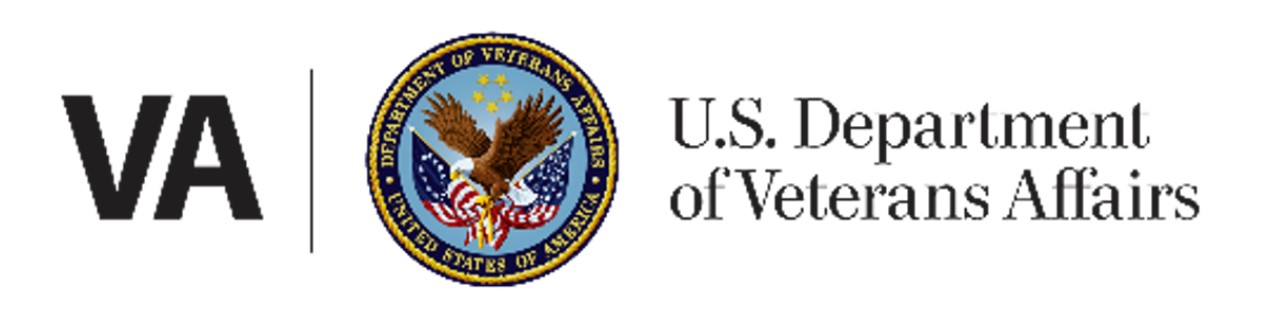 VA
DEPARTMENT OF VETERANS AFFAIRS
UNITED STATES OF AMERICA
U.S. Department
of Veterans Affairs